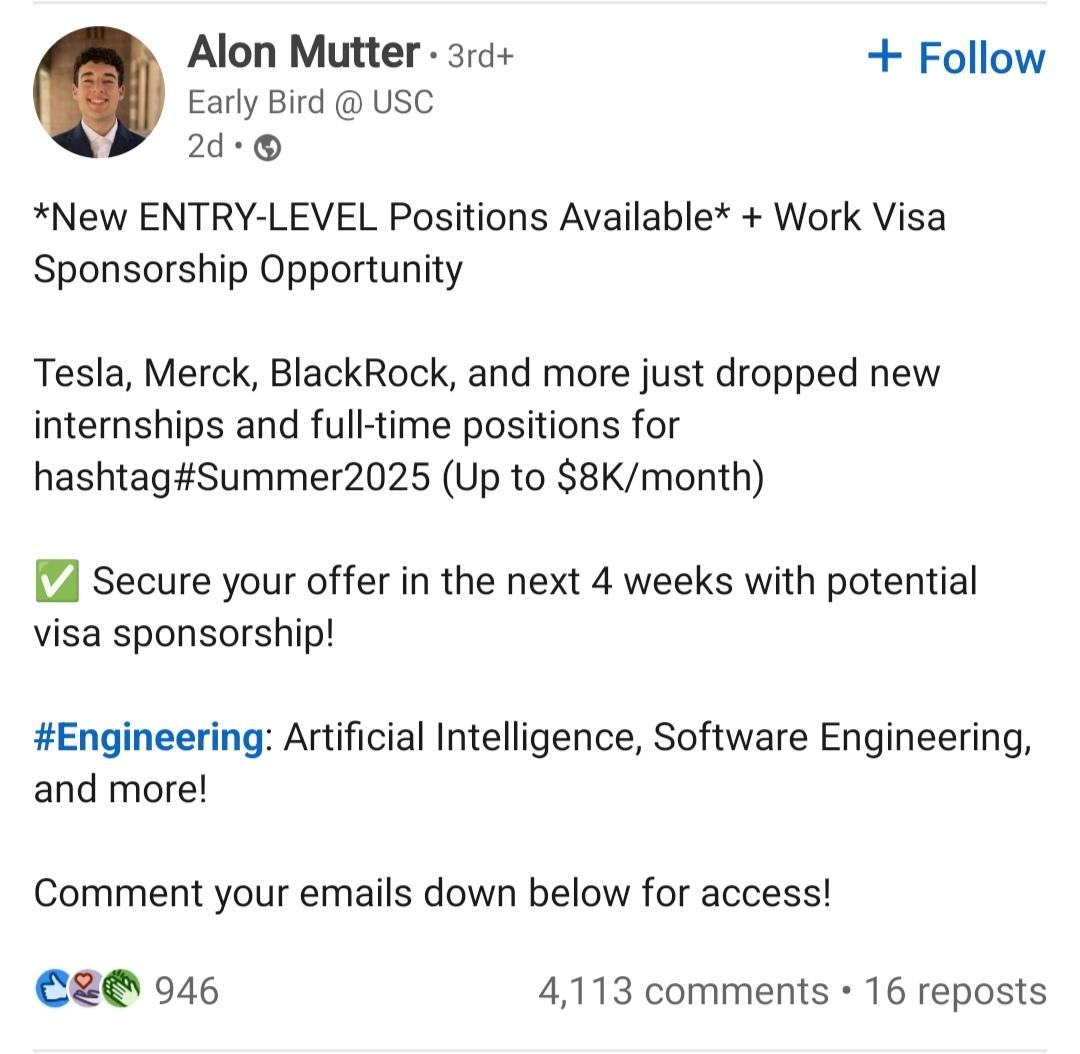 Alon Mutter • 3rd+
+ Follow
Early Bird @ USC
2d •
*New ENTRY-LEVEL Positions Available* + Work Visa
Sponsorship Opportunity
Tesla, Merck, BlackRock, and more just dropped new
internships and full-time positions for
hashtag#Summer2025 (Up to $8K/month)
✅ Secure your offer in the next 4 weeks with potential
visa sponsorship!
#Engineering: Artificial Intelligence, Software Engineering,
and more!
Comment your emails down below for access!
946
4,113 comments • 16 reposts